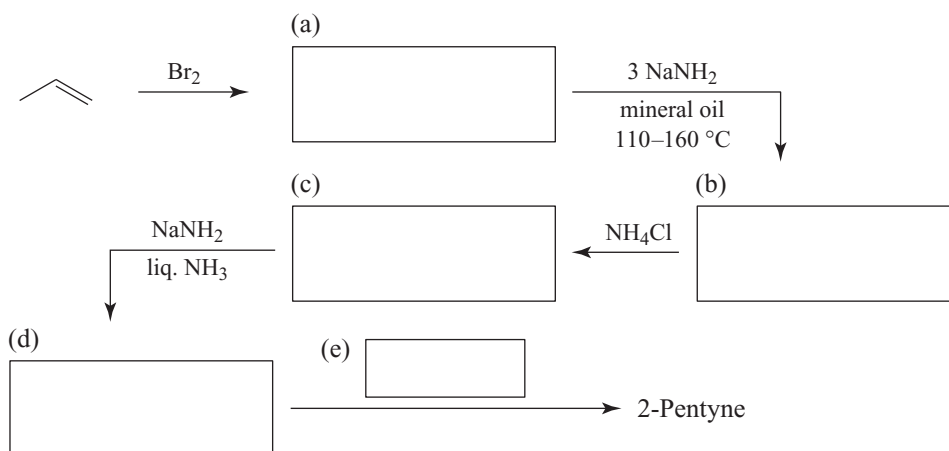 (a)
Br2
3 NaNH2
mineral oil
110–160 °C
(b)
(c)
NH4Cl
NaNH2
liq. NH3
(d)
(e)
2-Pentyne